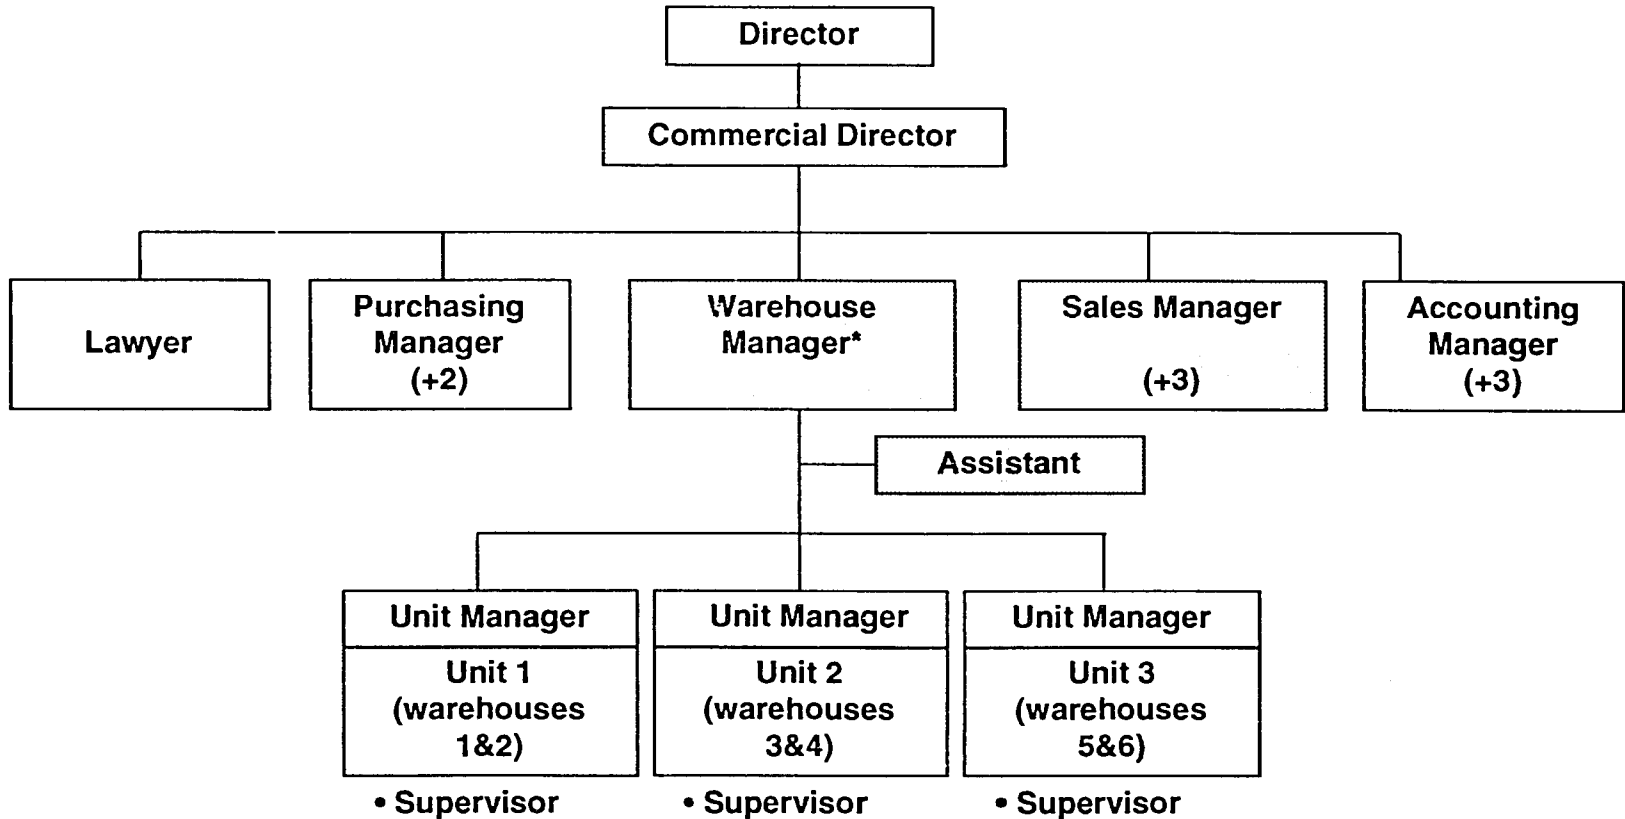 Director
Commercial Director
Lawyer
Purchasing
Manager
(+2)
Warehouse
Manager*
Sales Manager
(+3)
Accounting
Manager
(+3)
Assistant
Unit Manager
Unit 1
(warehouses
1&2)
• Supervisor
Unit Manager
Unit 2
(warehouses
3&4)
• Supervisor
Unit Manager
Unit 3
(warehouses
5&6)
• Supervisor